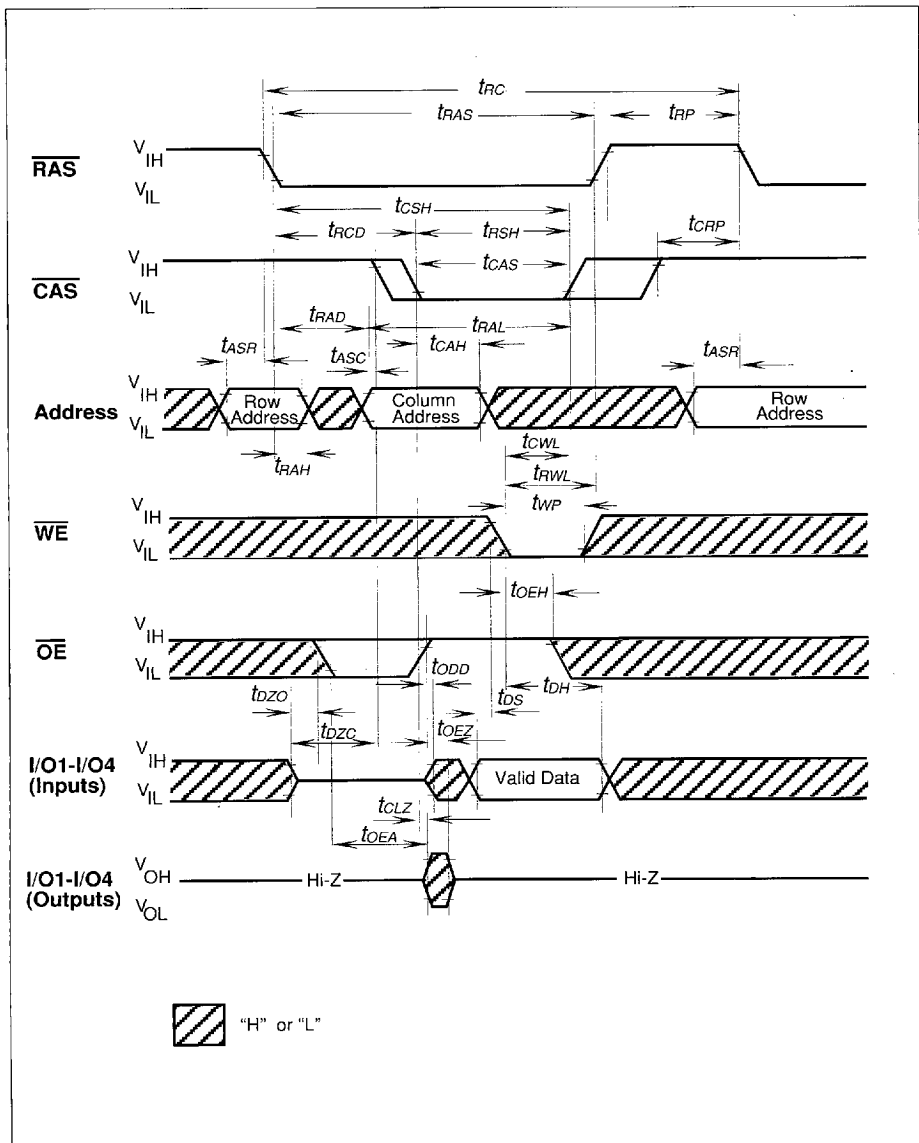 tRC
tRAS
tRP
RAS
VIH
VIL
tCSH
tRCD
tRSH
tCRP
CAS
VIH
VIL
tCAS
tRAD
tRAL
tASR
tASC
tCAH
tASR
Address
VIH
VIL
Row
Address
Column
Address
Row
Address
tRAH
tCWL
tRWL
tWP
WE
VIH
VIL
tOEH
OE
VIH
VIL
tODD
tDZO
tDZC
tOEZ
tDS
tDH
I/O1-I/O4
(Inputs)
VIH
VIL
Valid Data
tCLZ
tOEA
I/O1-I/O4
(Outputs)
VOH
VOL
Hi-Z
Hi-Z
"H" or "L"